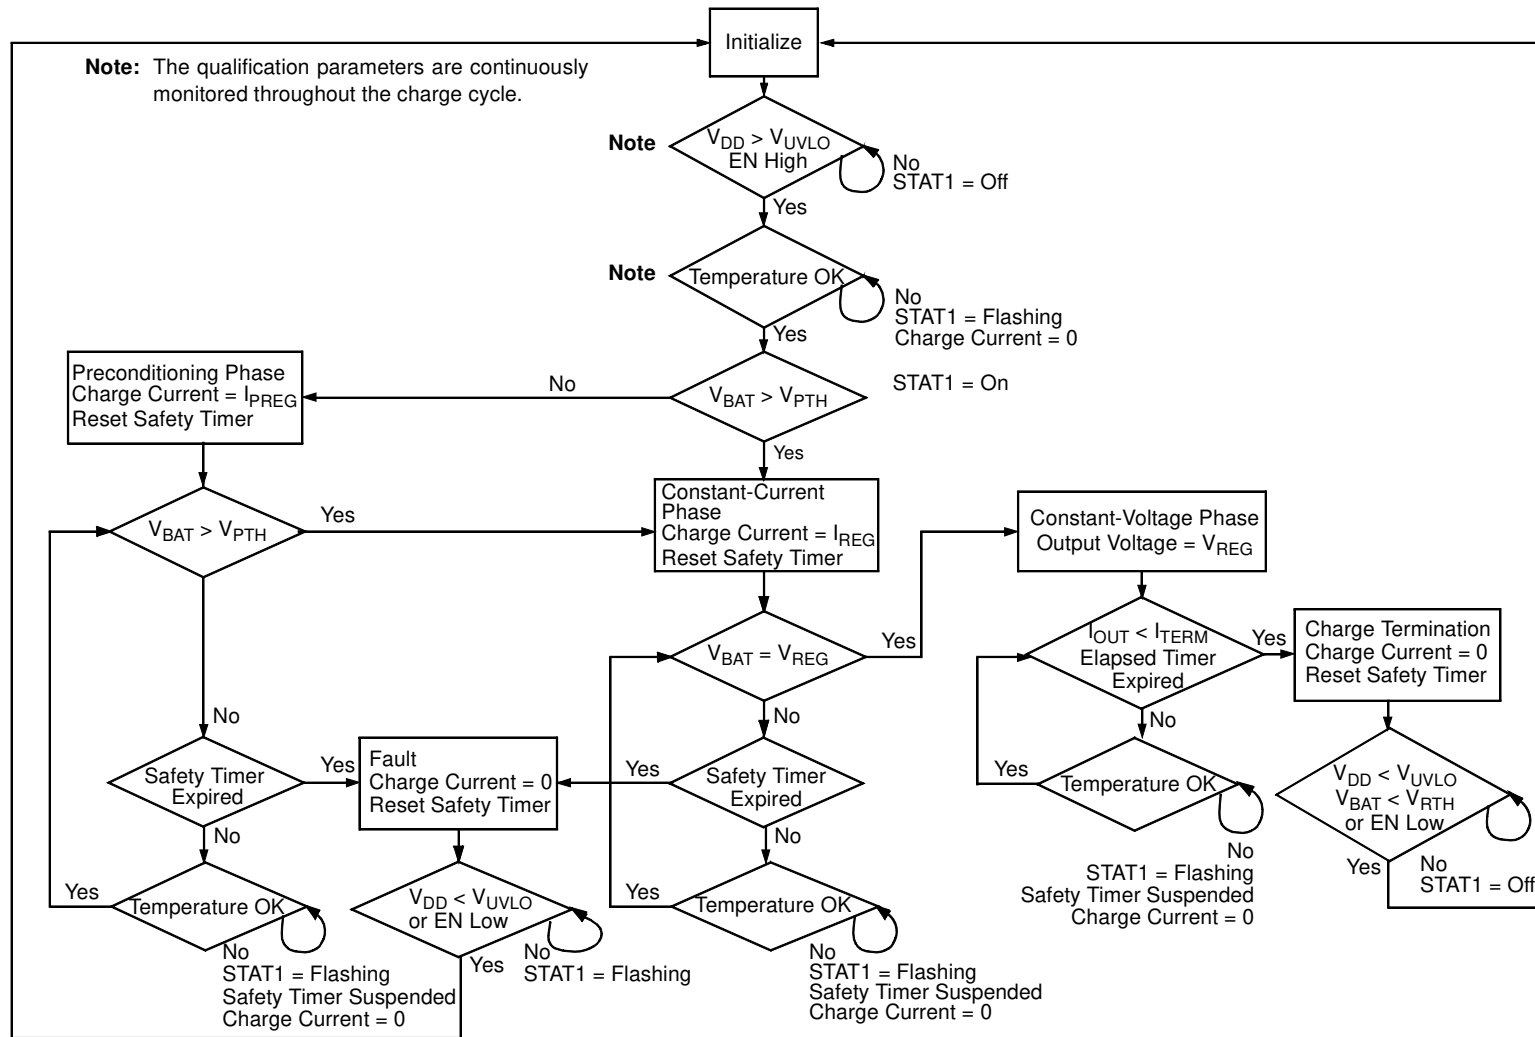 Initialize
Note: The qualification parameters are continuously
monitored throughout the charge cycle.
Note
VDD > VUVLO
EN High
No
STAT1 = Off
Yes
Note
Temperature OK
No
STAT1 = Flashing
Charge Current = 0
Yes
Preconditioning Phase
Charge Current = IPREG
Reset Safety Timer
No
VBAT > VPTH
STAT1 = On
Yes
VBAT > VPTH
Yes
Constant-Current
Phase
Charge Current = IREG
Reset Safety Timer
Constant-Voltage Phase
Output Voltage = VREG
VBAT = VREG
Yes
IOUT < ITERM
Elapsed Timer
Expired
Yes
Charge Termination
Charge Current = 0
Reset Safety Timer
No
No
No
Safety Timer
Expired
Yes
Fault
Charge Current = 0
Reset Safety Timer
Yes
Safety Timer
Expired
Yes
Temperature OK
VDD < VUVLO
VBAT < VRTH
or EN Low
No
No
No
STAT1 = Flashing
Safety Timer Suspended
Charge Current = 0
Yes
No
STAT1 = Off
Yes
Temperature OK
VDD < VUVLO
or EN Low
Yes
Temperature OK
No
STAT1 = Flashing
Safety Timer Suspended
Charge Current = 0
Yes
No
STAT1 = Flashing
No
STAT1 = Flashing
Safety Timer Suspended
Charge Current = 0